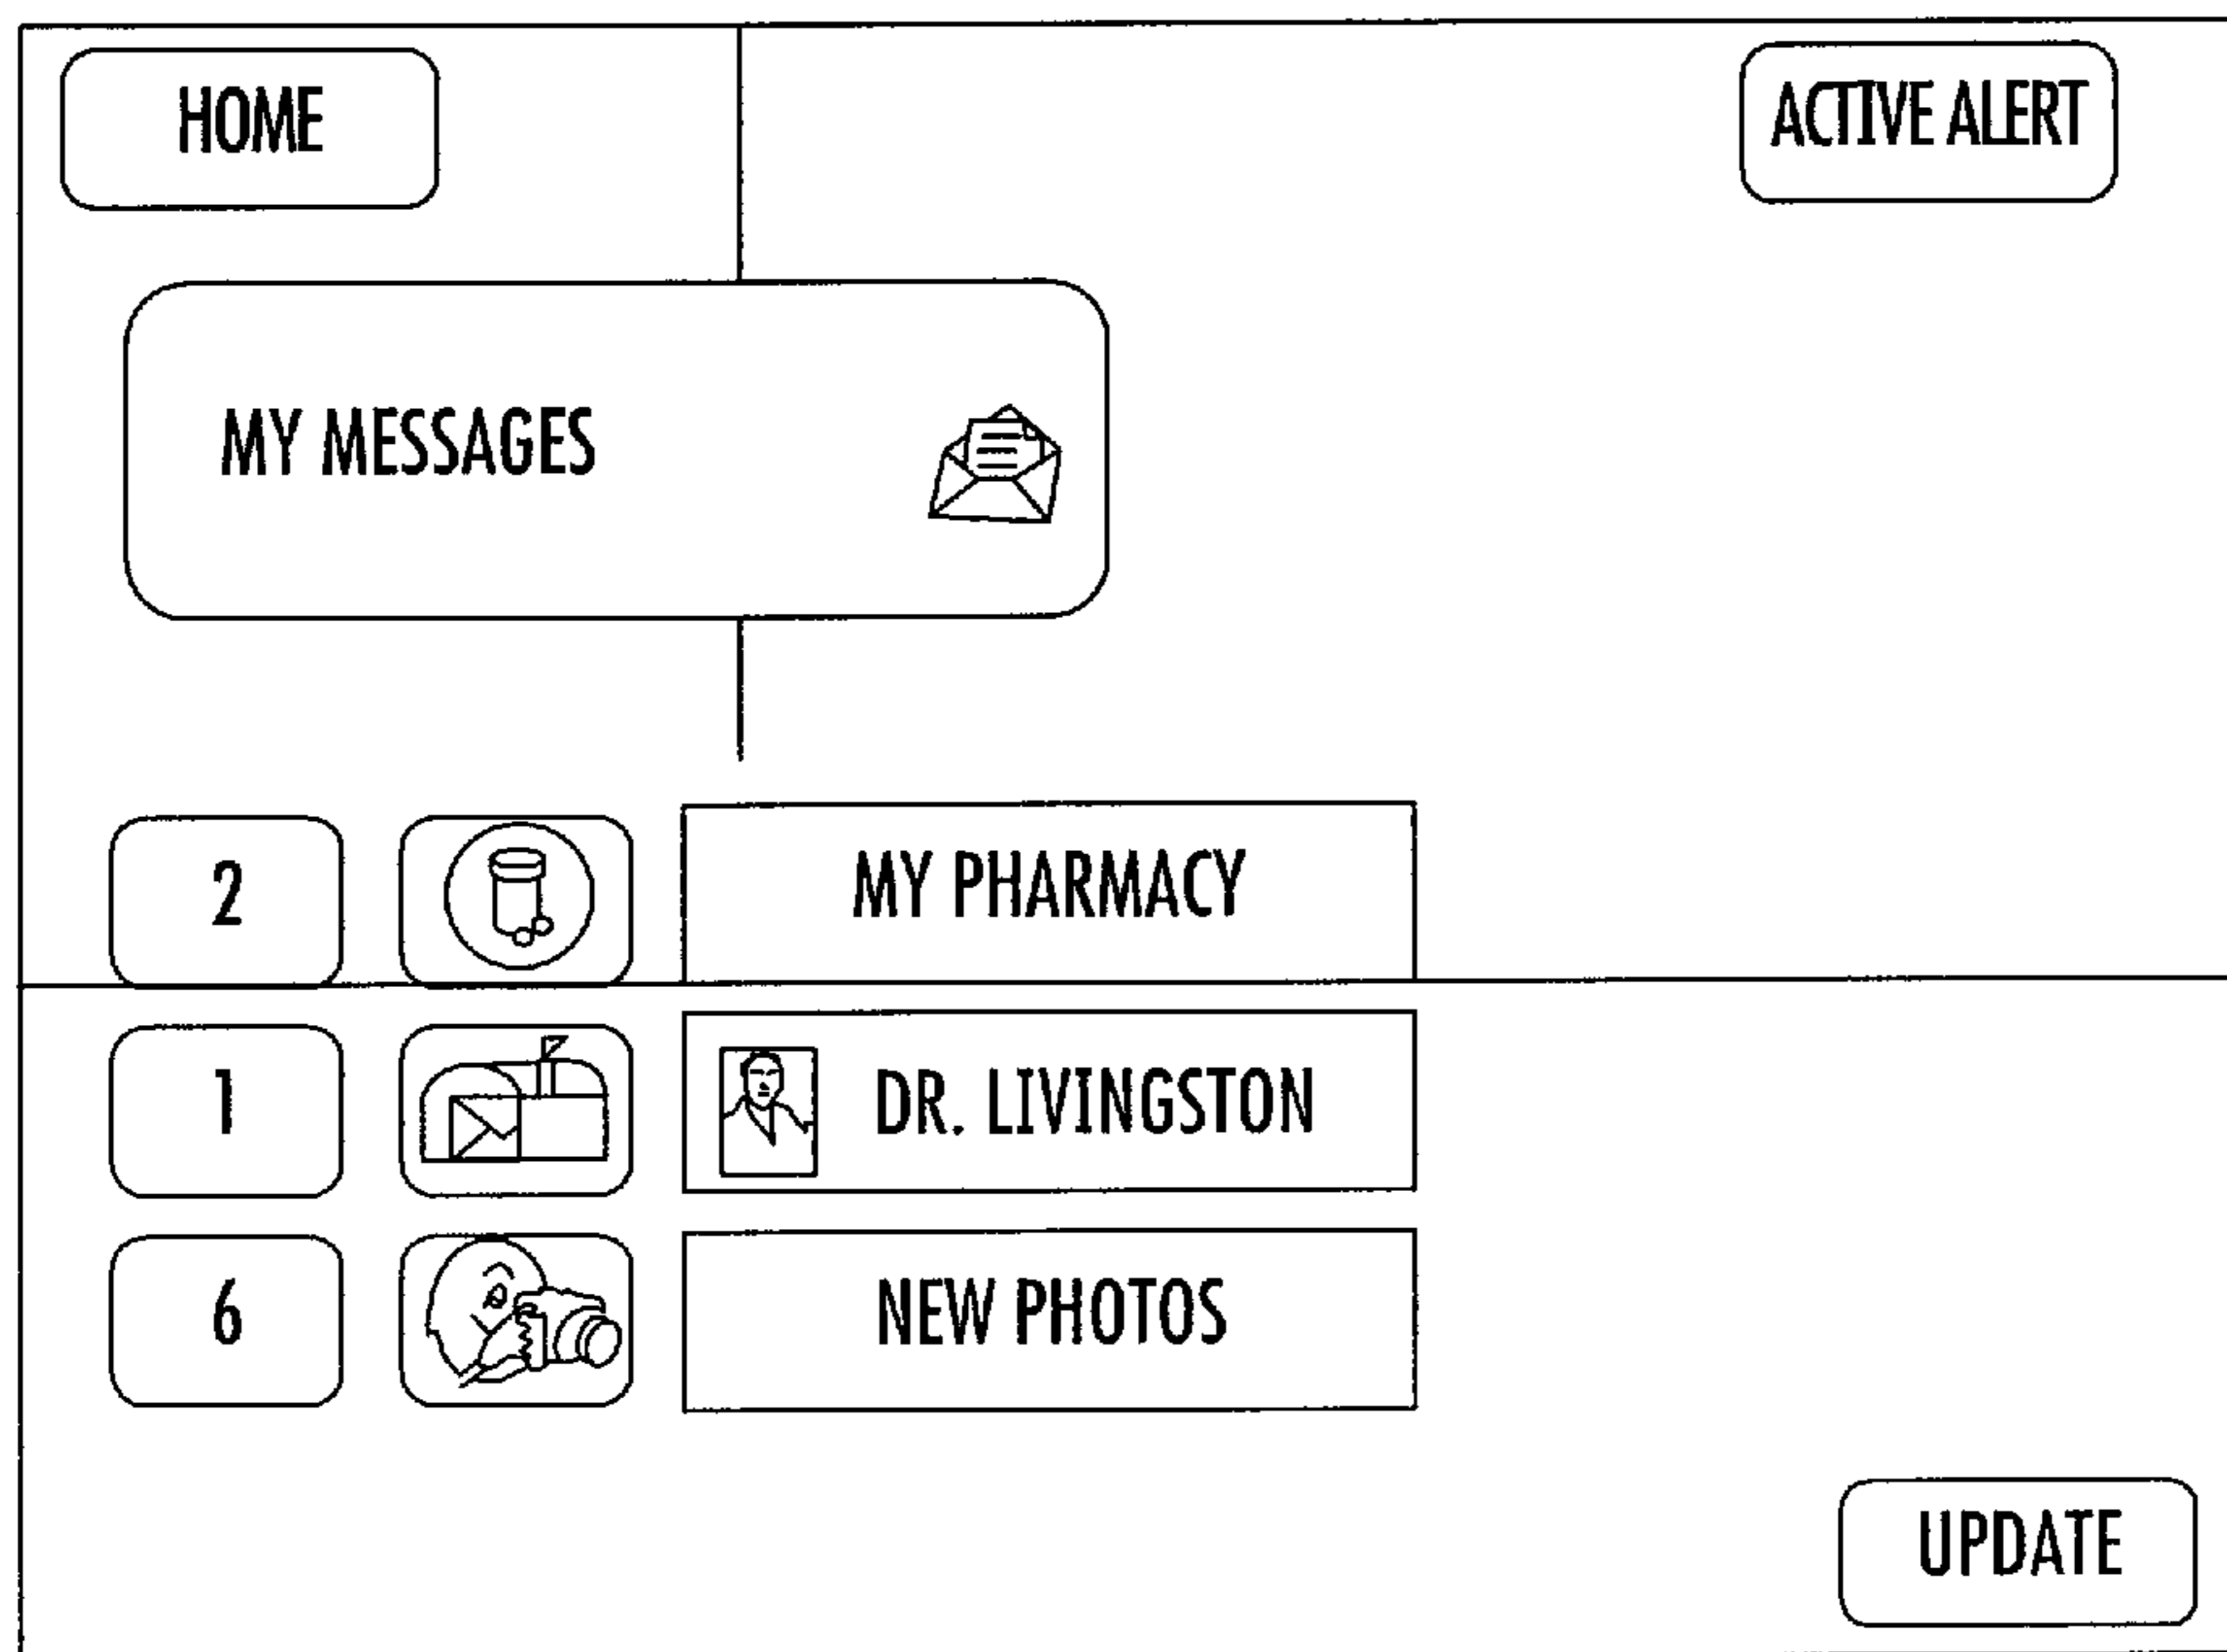 HOME
ACTIVE ALERT
MY MESSAGES
2
MY PHARMACY
1
DR. LIVINGSTON
6
NEW PHOTOS
UPDATE